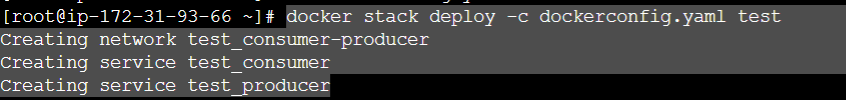 [root@ip-172-31-93-66 ~]# docker stack deploy -c dockerconfig.yaml test
Creating network test_consumer-producer
Creating service test_consumer
Creating service test_producer